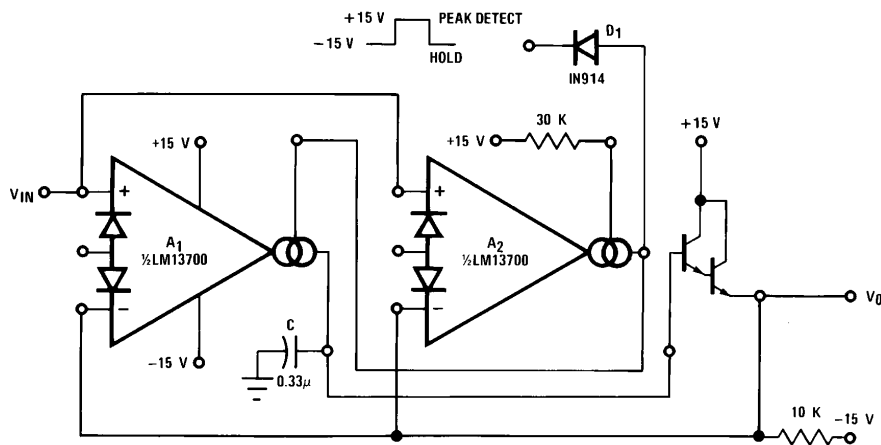 +15 V PEAK DETECT
−15 V
HOLD
D1
IN914
30 K
+15 V
+15 V
+15 V
VIN
+
A1
½LM13700
−
−15 V
+
A2
½LM13700
−
C
0.33μ
VO
10 K
−15 V